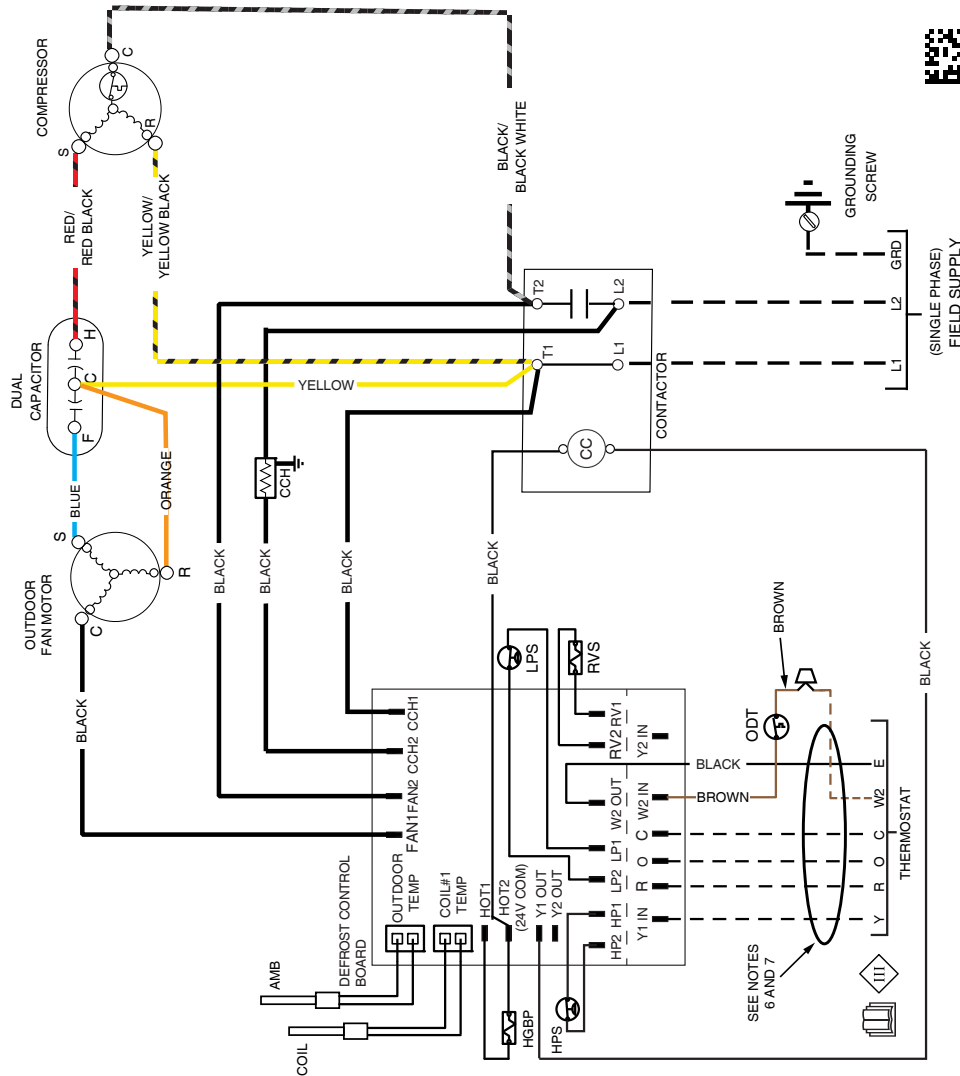 COMPRESSOR
C
S
R
RED/
RED BLACK
YELLOW/
YELLOW BLACK
BLACK/
BLACK WHITE
DUAL
CAPACITOR
H
C
F
BLUE
ORANGE
YELLOW
OUTDOOR
FAN MOTOR
S
C
R
BLACK
BLACK
BLACK
BLACK
CCH
T2
L2
T1
L1
CONTACTOR
CC
GROUNDING
SCREW
GRD
L2
L1
(SINGLE PHASE)
FIELD SUPPLY
BLACK
BLACK
FAN1
FAN2
CCH2
CCH1
DEFROST CONTROL
BOARD
AMB
COIL
OUTDOOR
TEMP
COIL#1
TEMP
HOT1
HOT2
(24V COM)
Y1 OUT
Y2 OUT
HGBP
HPS
LPS
RVS
HP2
HP1
LP2
LP1
W2 OUT
RV2
RV1
Y1 IN
R
O
C
W2 IN
Y2 IN
BLACK
BROWN
BROWN
ODT
Y
R
O
C
W2
E
THERMOSTAT
SEE NOTES
6 AND 7
III